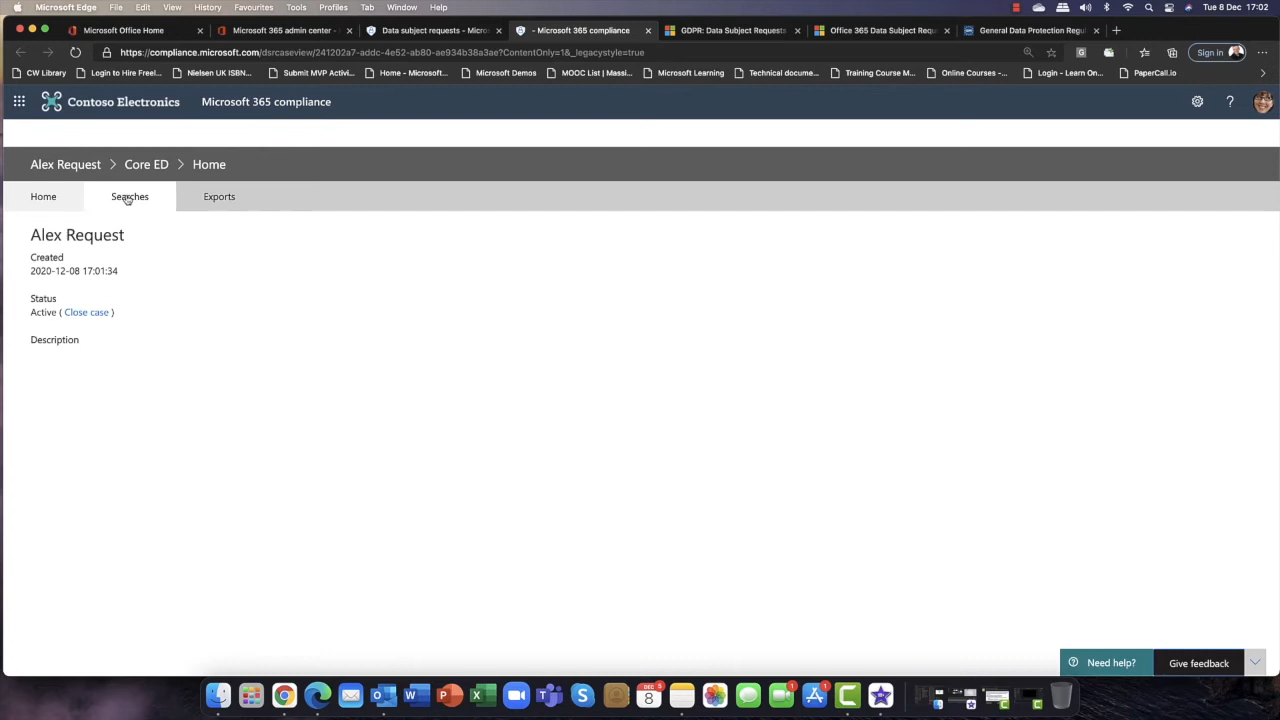 Microsoft Edge File Edit View History Favourites Tools Profiles Tab Window Help Tue 8 Dec 17:02
Microsoft Office Home Microsoft 365 admin center - Data subject requests - Micros - Microsoft 365 compliance GDPR: Data Subject Requests Office 365 Data Subject Requ General Data Protection Regul
https://compliance.microsoft.com/dsrcaseview/241202a7-addc-4e52-ab80-ae934b38a3ae?ContentOnly=1&_legacystyle=true Sign in
CW Library Login to Hire Freel... Nielsen UK ISBN... Submit MVP Activi... Home - Microsoft... Microsoft Demos MOOC List | Massi... Microsoft Learning Technical docume... Training Course M... Online Courses -... Login - Learn On... PaperCall.io
Contoso Electronics Microsoft 365 compliance
Alex Request > Core ED > Home
Home Searches Exports
Alex Request
Created
2020-12-08 17:01:34
Status
Active ( Close case )
Description
Need help? Give feedback
DEC
8